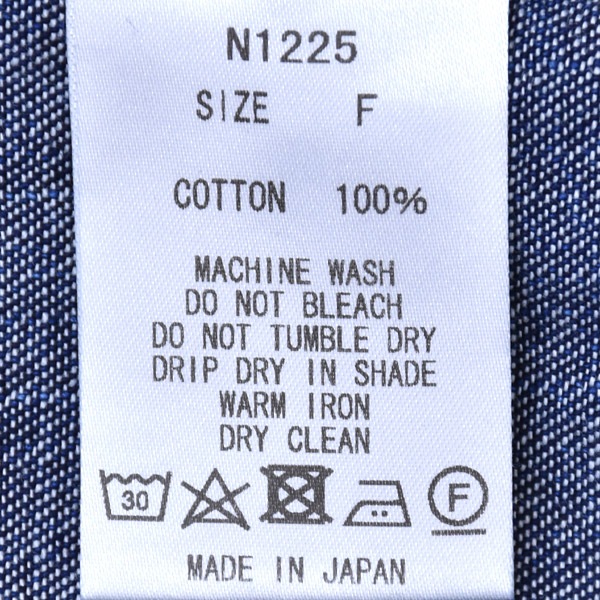 N1225
SIZE F
COTTON 100%
MACHINE WASH
DO NOT BLEACH
DO NOT TUMBLE DRY
DRIP DRY IN SHADE
WARM IRON
DRY CLEAN
30 F
MADE IN JAPAN